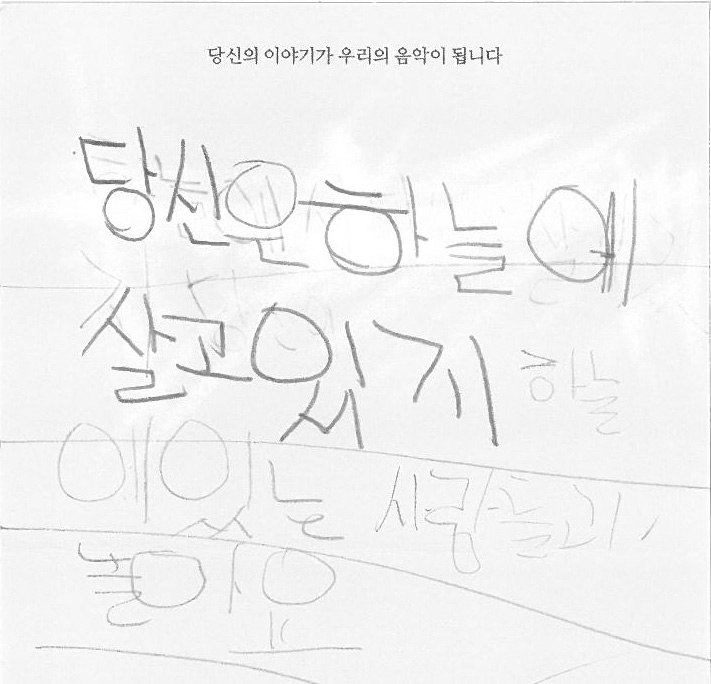 당신의 이야기가 우리의 음악이 됩니다
당신은하늘에
살고있지 하늘
에있는 사람들과
놀아요